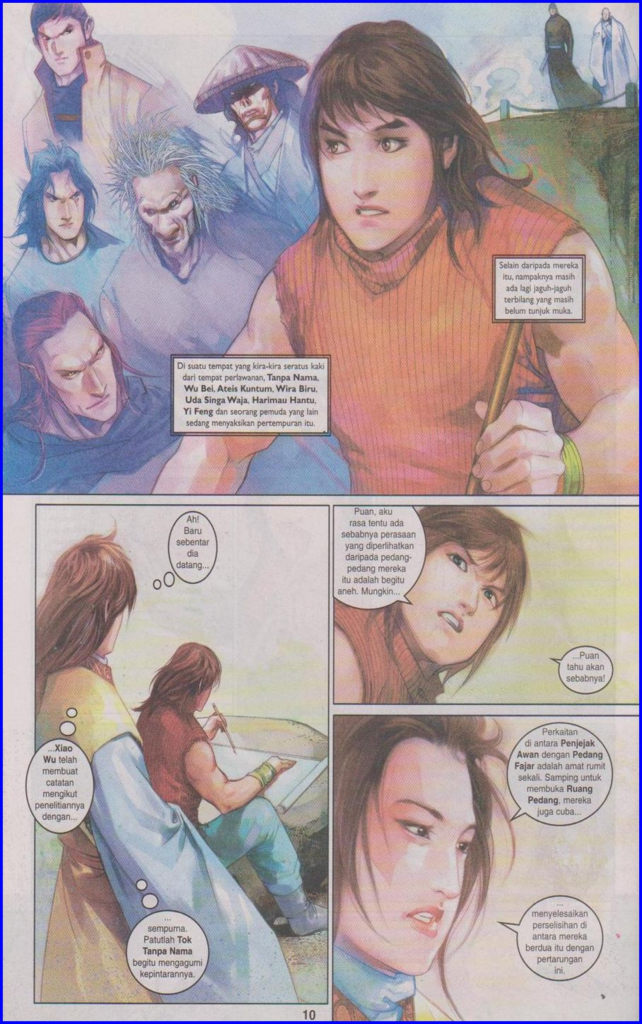 Selain daripada mereka
itu, nampaknya masih
ada lagi jaguh-jaguh
terbilang yang masih
belum tunjuk muka.
Di suatu tempat yang kira-kira seratus kaki
dari tempat perlawanan, Tanpa Nama,
Wu Bei, Ateis Kuntum, Wira Biru,
Uda Singa Waja, Harimau Hantu,
Yi Feng dan seorang pemuda yang lain
sedang menyaksikan pertempuran itu.
Ah!
Baru
sebentar
dia
datang...
...Xiao
Wu telah
membuat
catatan
mengikut
penelitiannya
dengan...
...
sempurna.
Patutlah Tok
Tanpa Nama
begitu mengagumi
kepintarannya.
Puan, aku
rasa tentu ada
sebabnya perasaan
yang diperlihatkan
daripada pedang-
pedang mereka
itu adalah begitu
aneh. Mungkin...
...Puan
tahu akan
sebabnya!
Perkaitan
di antara Penjejak
Awan dengan Pedang
Fajar adalah amat rumit
sekali. Samping untuk
membuka Ruang
Pedang, mereka
juga cuba...
...
menyelesaikan
perselisihan di
antara mereka
berdua itu dengan
pertarungan
ini.
10